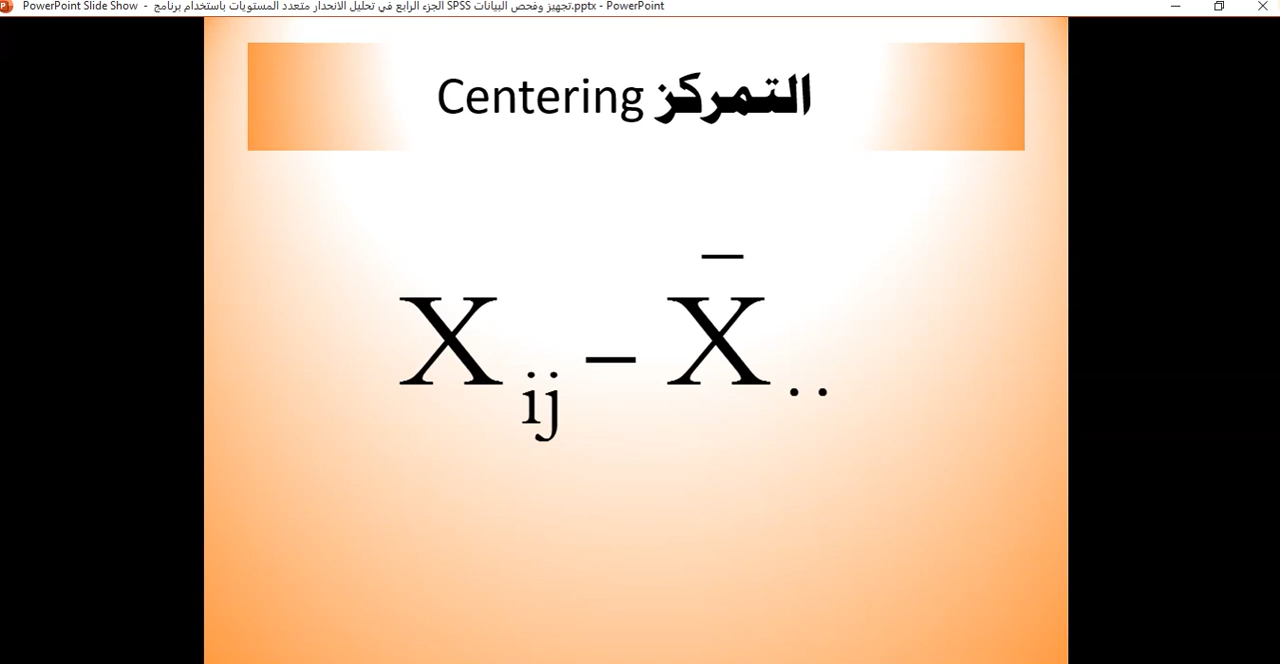 PowerPoint Slide Show - الجزء الرابع في تحليل الانحدار متعدد المستويات باستخدام برنامج SPSS تجهيز وفحص البيانات.pptx - PowerPoint
التمركز Centering
X ij – X̄ . .